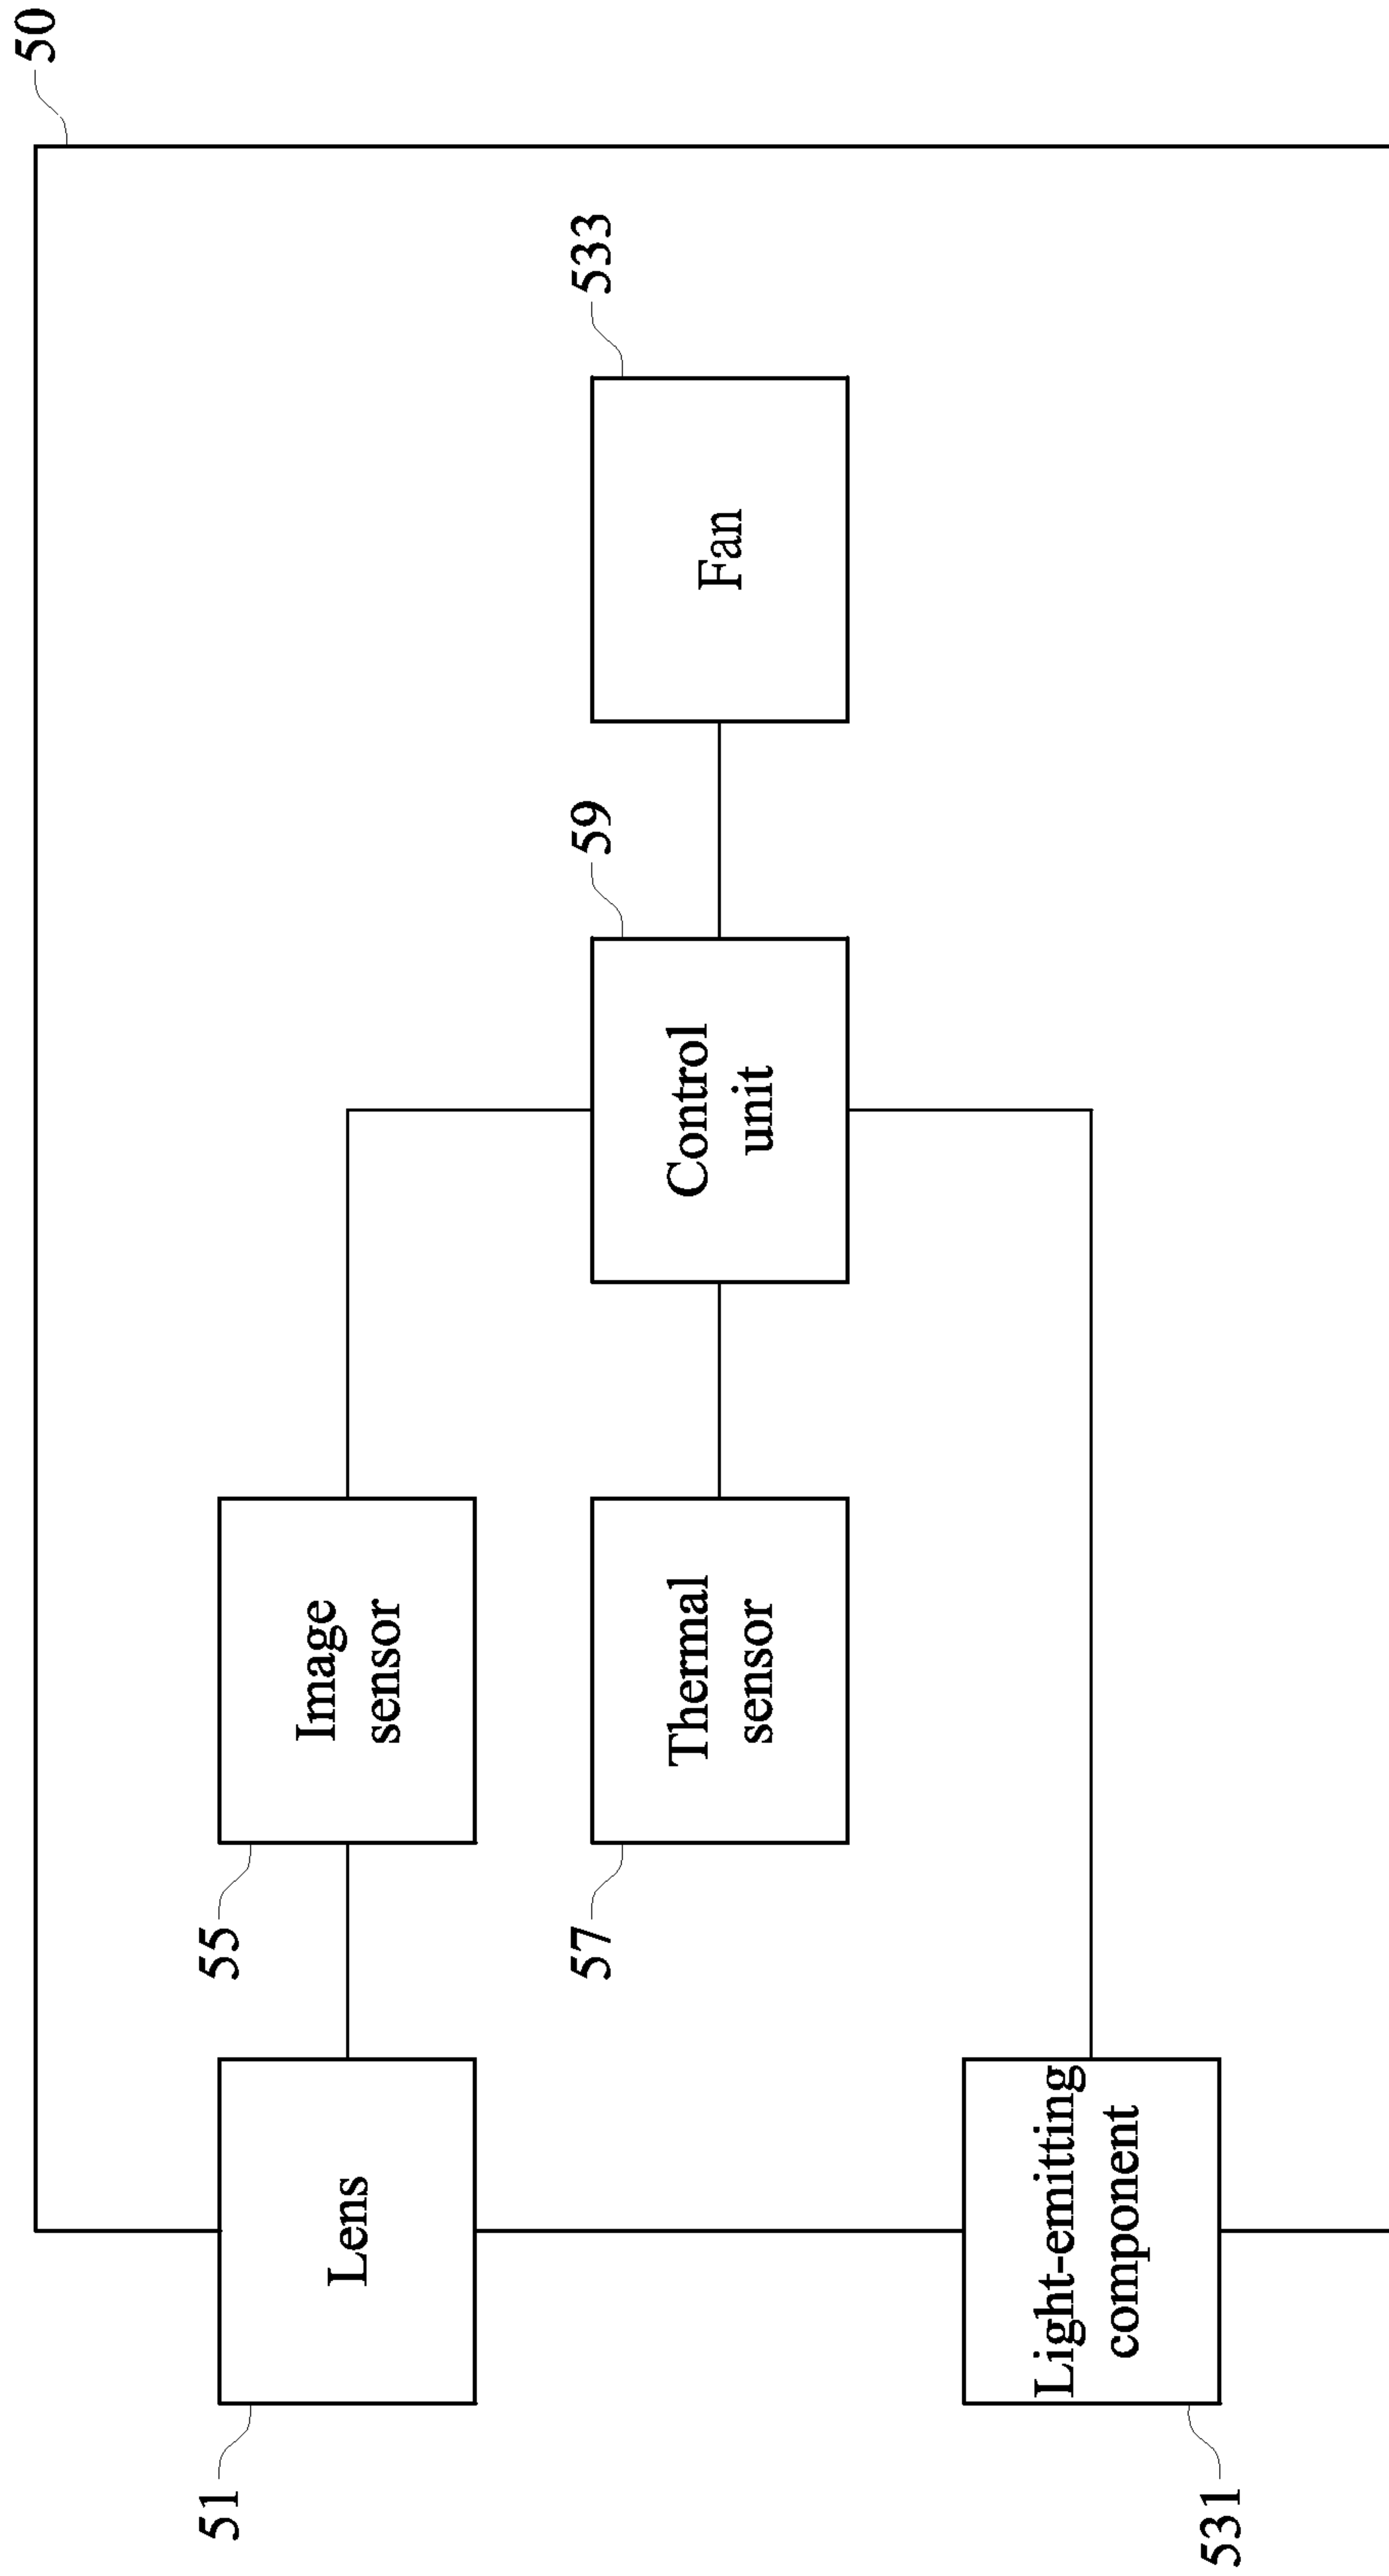 50
533
Fan
59
Control
unit
55
Image
sensor
57
Thermal
sensor
51
Lens
531
Light-emitting
component